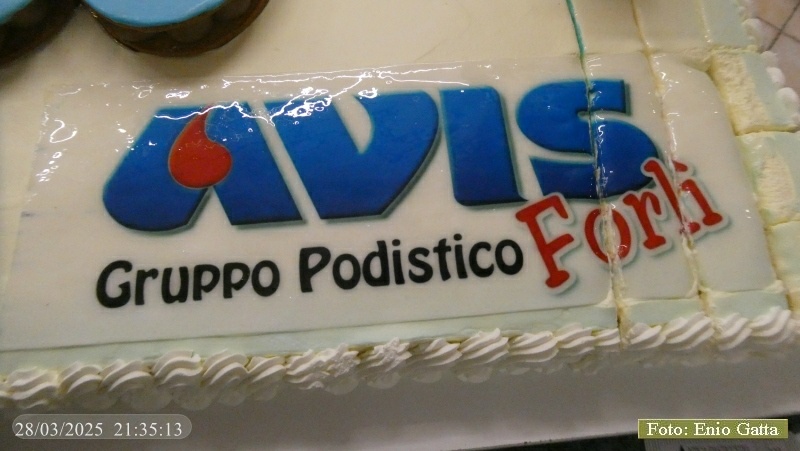 AVIS
Forlì
Gruppo Podistico
28/03/2025 21:35:13
Foto: Enio Gatta